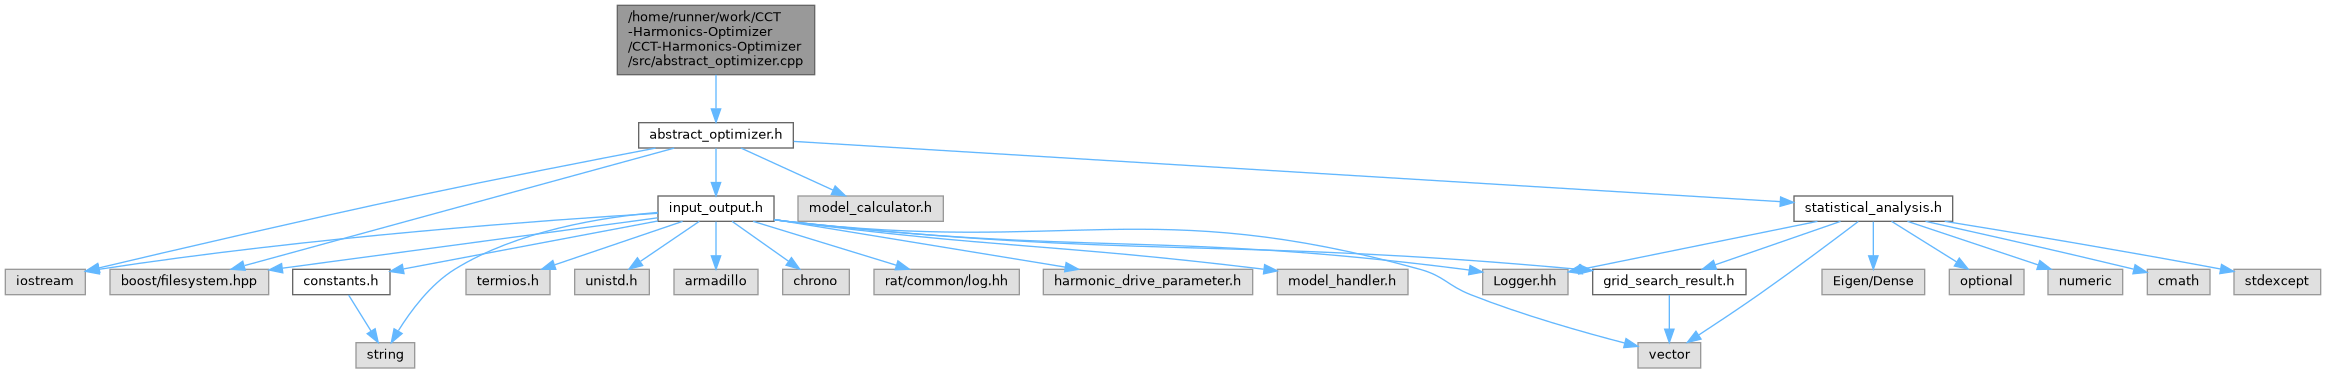 /home/runner/work/CCT
-Harmonics-Optimizer
/CCT-Harmonics-Optimizer
/src/abstract_optimizer.cpp
abstract_optimizer.h
input_output.h
model_calculator.h
statistical_analysis.h
iostream
boost/filesystem.hpp
constants.h
termios.h
unistd.h
armadillo
chrono
rat/common/log.hh
harmonic_drive_parameter.h
model_handler.h
Logger.hh
grid_search_result.h
Eigen/Dense
optional
numeric
cmath
stdexcept
string
vector